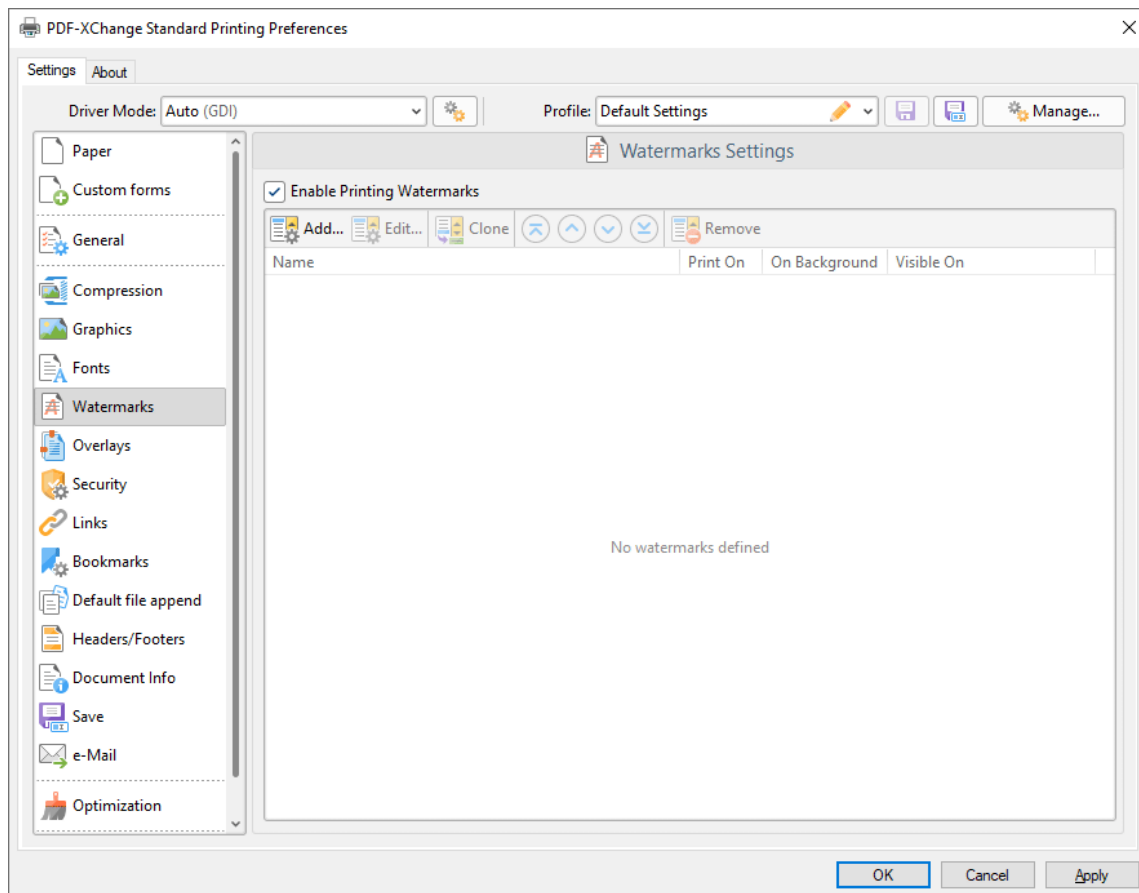 PDF-XChange Standard Printing Preferences
Settings About
Driver Mode: Auto (GDI) Profile: Default Settings Manage...
Paper
Custom forms
General
Compression
Graphics
Fonts
Watermarks
Overlays
Security
Links
Bookmarks
Default file append
Headers/Footers
Document Info
Save
e-Mail
Optimization
Watermarks Settings
Enable Printing Watermarks
Add... Edit... Clone Remove
Name Print On On Background Visible On
No watermarks defined
OK Cancel Apply